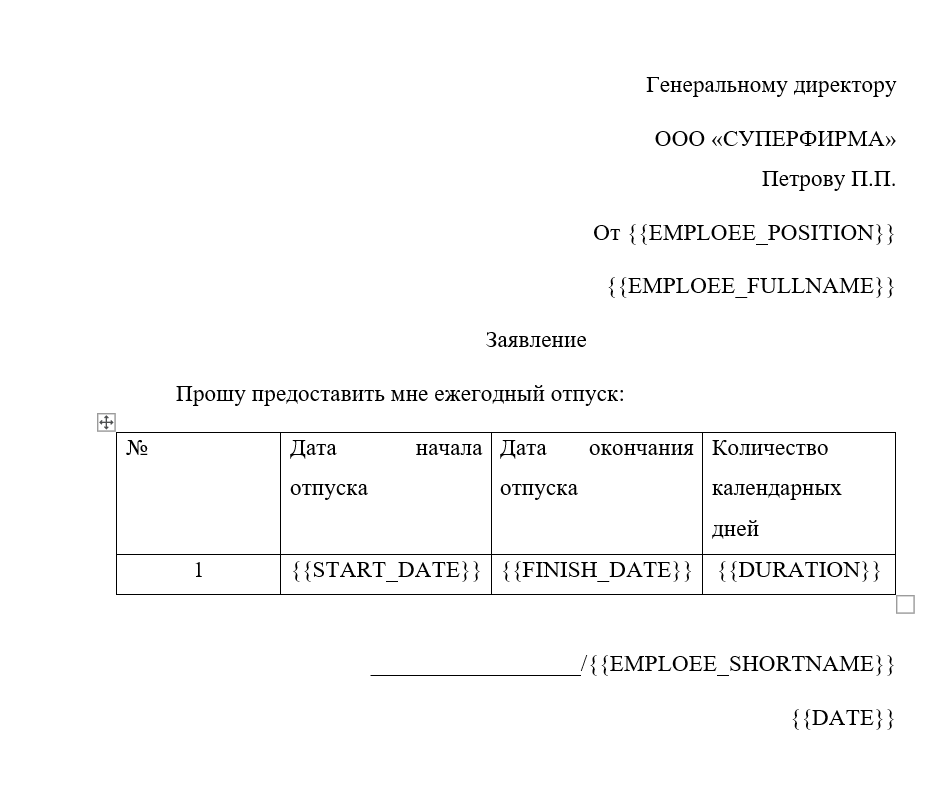 Генеральному директору
ООО «СУПЕРФИРМА»
Петрову П.П.
От {{EMPLOEE_POSITION}}
{{EMPLOEE_FULLNAME}}
Заявление
Прошу предоставить мне ежегодный отпуск:
№ Дата начала Дата окончания Количество
отпуска отпуска календарных
дней
1 {{START_DATE}} {{FINISH_DATE}} {{DURATION}}
___________________/{{EMPLOEE_SHORTNAME}}
{{DATE}}